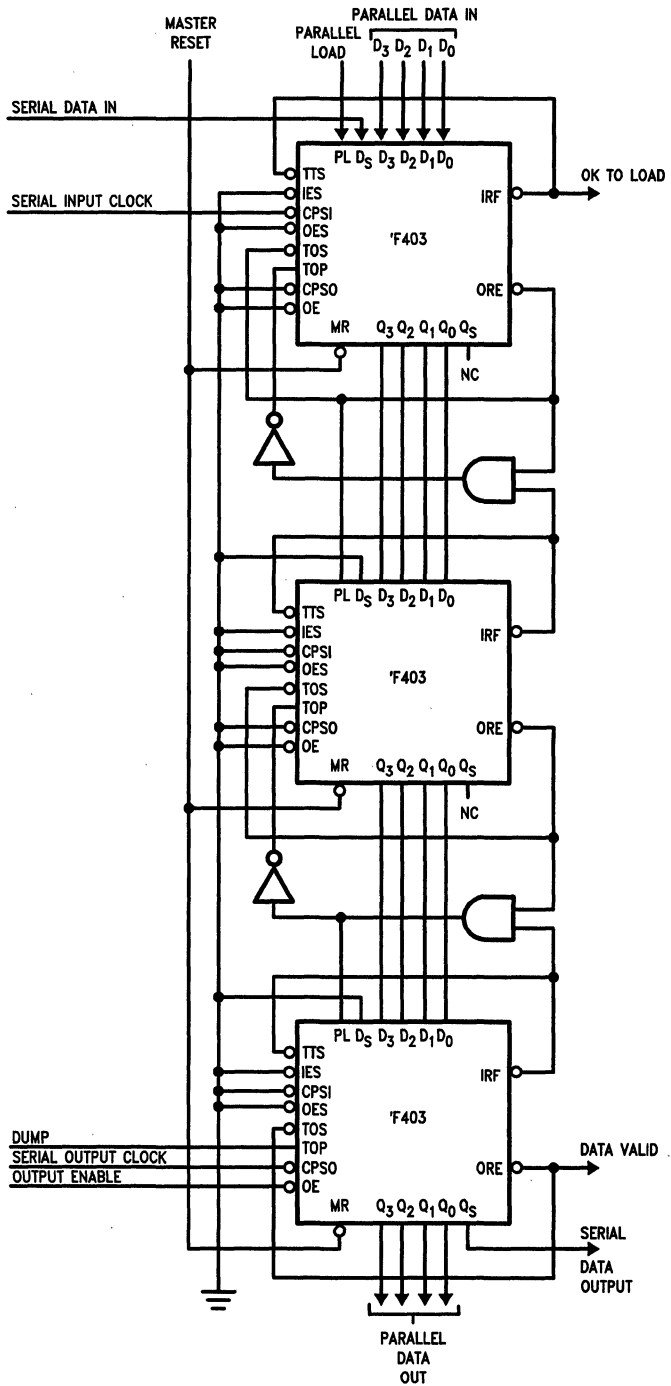 PARALLEL DATA IN
MASTER RESET
PARALLEL LOAD
D3 D2 D1 D0
SERIAL DATA IN
PL DS D3 D2 D1 D0
TTS
IES
IRF
OK TO LOAD
SERIAL INPUT CLOCK
CPSI
OES
'F403
TOS
TOP
CPSO
ORE
OE
MR
Q3 Q2 Q1 Q0 QS
NC
PL DS D3 D2 D1 D0
TTS
IES
IRF
CPSI
OES
'F403
TOS
TOP
CPSO
ORE
OE
MR
Q3 Q2 Q1 Q0 QS
NC
PL DS D3 D2 D1 D0
TTS
IES
IRF
CPSI
OES
'F403
TOS
DUMP
TOP
SERIAL OUTPUT CLOCK
CPSO
ORE
DATA VALID
OUTPUT ENABLE
OE
MR
Q3 Q2 Q1 Q0 QS
SERIAL
DATA
OUTPUT
PARALLEL
DATA
OUT